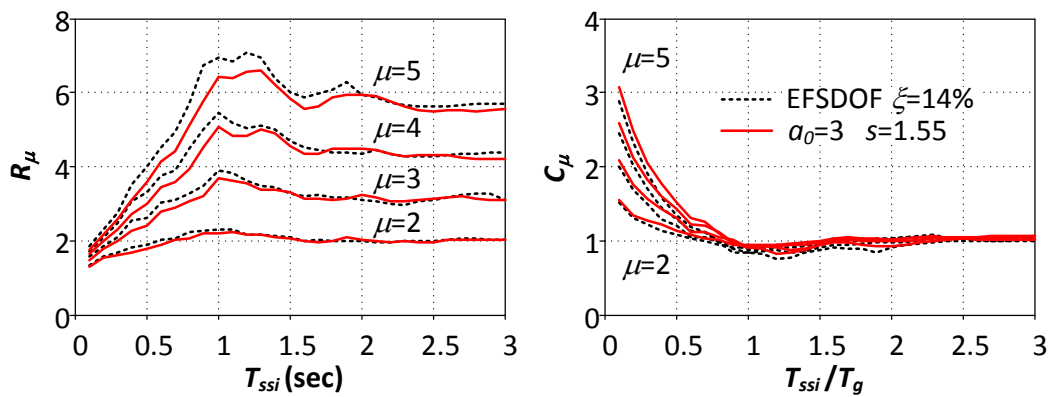 8
6
4
2
0
R_μ
μ=5
μ=4
μ=3
μ=2
0 0.5 1 1.5 2 2.5 3
T_ssi (sec)
4
3
2
1
0
C_μ
μ=5
EFSDOF ξ=14%
a_0=3 s=1.55
μ=2
0 0.5 1 1.5 2 2.5 3
T_ssi/T_g